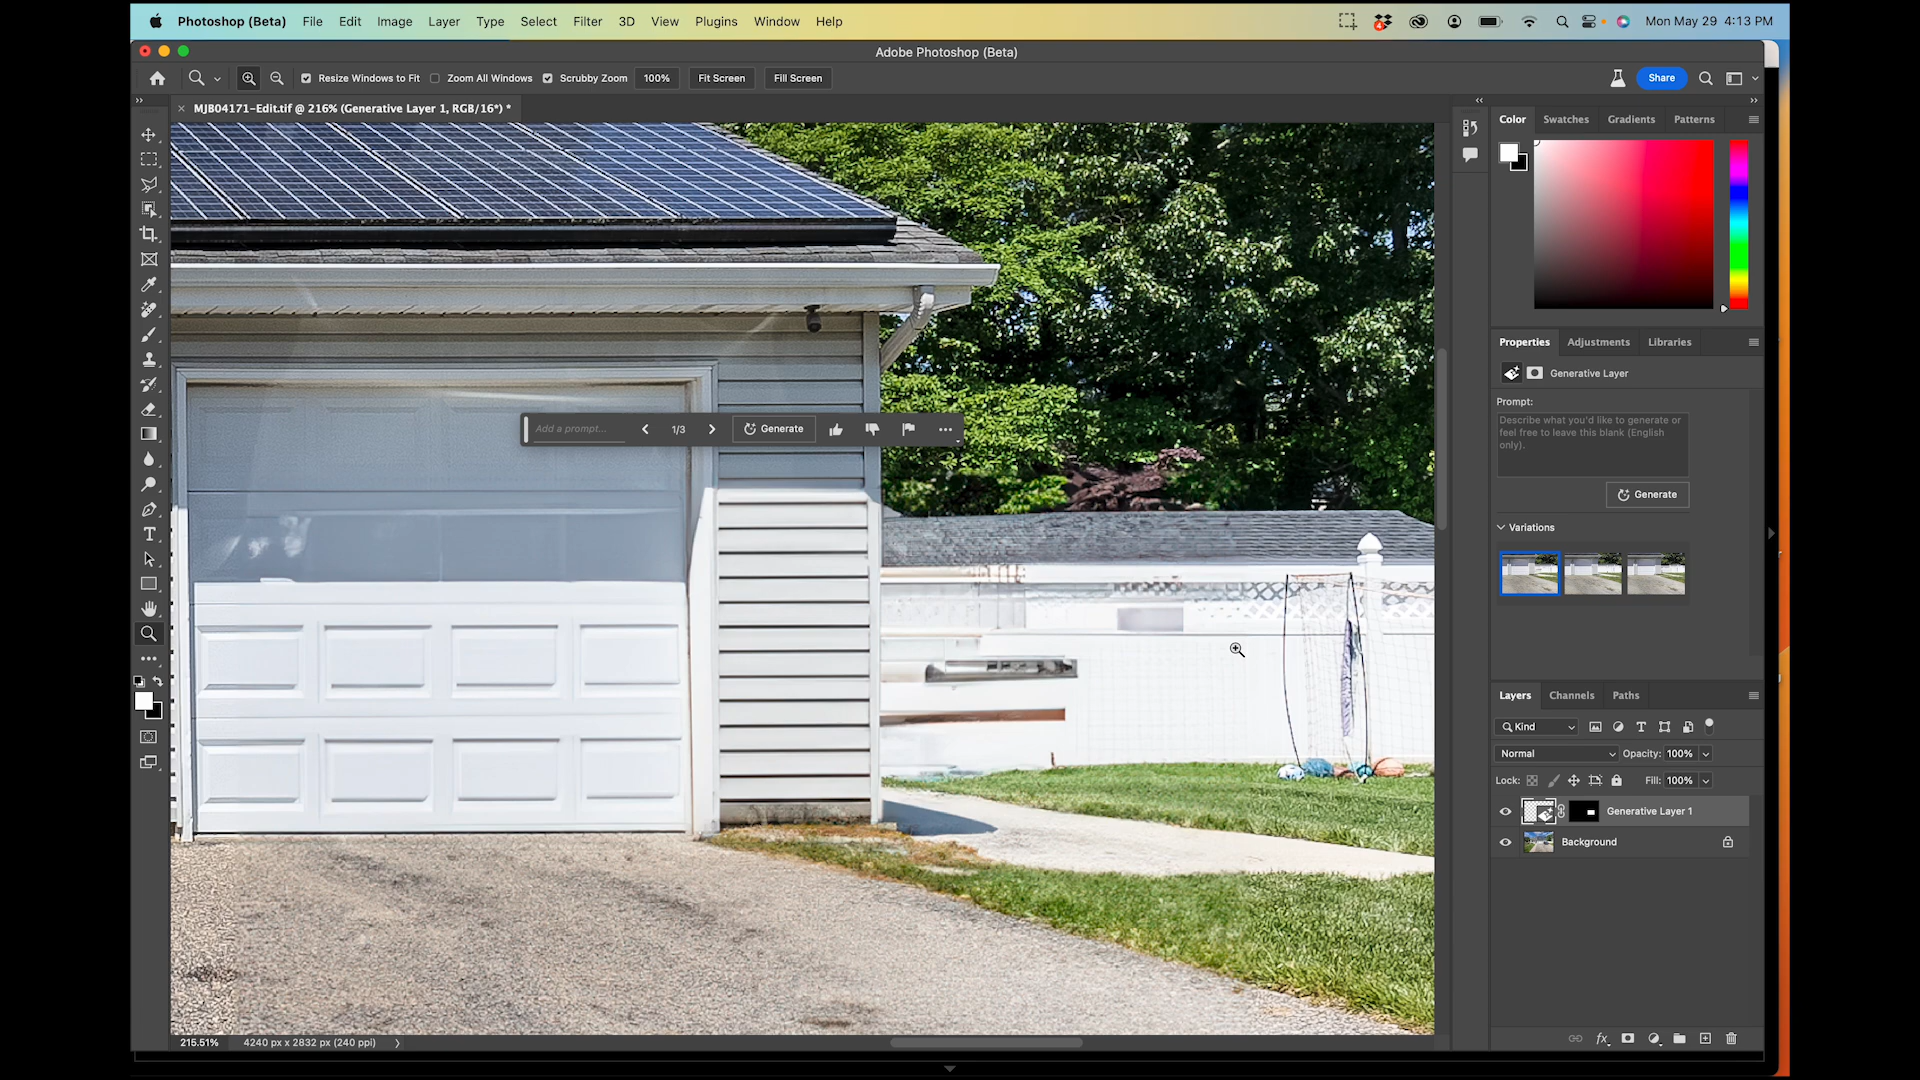 Photoshop (Beta) File Edit Image Layer Type Select Filter 3D View Plugins Window Help
4
Mon May 29 4:13 PM
Adobe Photoshop (Beta)
Resize Windows to Fit Zoom All Windows Scrubby Zoom 100% Fit Screen Fill Screen
Share
MJB04171-Edit.tif @ 216% (Generative Layer 1, RGB/16*) *
Color Swatches Gradients Patterns
Properties Adjustments Libraries
Generative Layer
Prompt:
Describe what you'd like to generate or
feel free to leave this blank (English
only).
Generate
Add a prompt...
1/3
Generate
Variations
Layers Channels Paths
Kind
Normal Opacity: 100%
Lock: Fill: 100%
Generative Layer 1
Background
215.51% 4240 px x 2832 px (240 ppi)